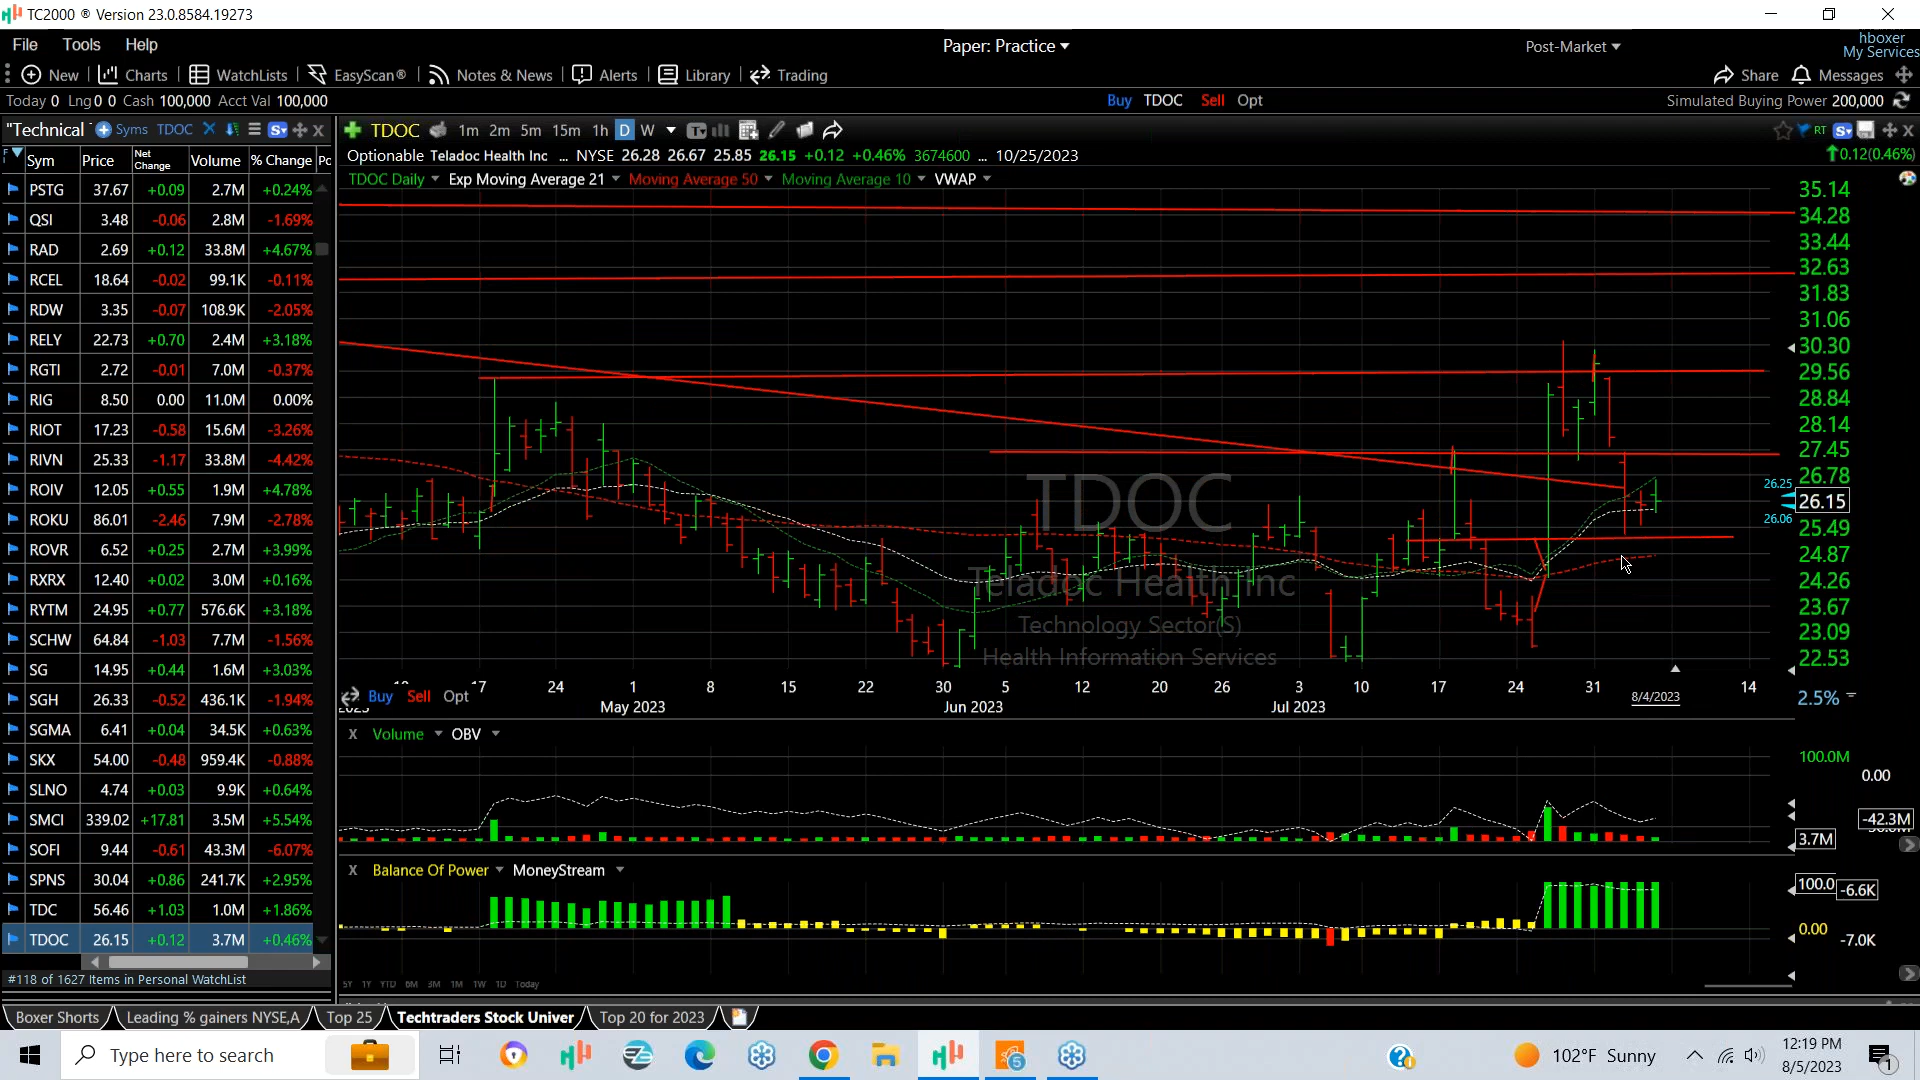 TC2000 ® Version 23.0.8584.19273
File Tools Help Paper: Practice Post-Market hboxer
My Services
New Charts WatchLists EasyScan® Notes & News Alerts Library Trading Share Messages
Today 0 Lng 0 0 Cash 100,000 Acct Val 100,000 Buy TDOC Sell Opt Simulated Buying Power 200,000
"Technical Syms TDOC TDOC 1m 2m 5m 15m 1h D W RT
Sym Price Net Change Volume % Change Pc
Optionable Teladoc Health Inc ... NYSE 26.28 26.67 25.85 26.15 +0.12 +0.46% 3674600 ... 10/25/2023 0.12(0.46%)
TDOC Daily Exp Moving Average 21 Moving Average 50 Moving Average 10 VWAP
PSTG 37.67 +0.09 2.7M +0.24%
QSI 3.48 -0.06 2.8M -1.69%
RAD 2.69 +0.12 33.8M +4.67%
RCEL 18.64 -0.02 99.1K -0.11%
RDW 3.35 -0.07 108.9K -2.05%
RELY 22.73 +0.70 2.4M +3.18%
RGTI 2.72 -0.01 7.0M -0.37%
RIG 8.50 0.00 11.0M 0.00%
RIOT 17.23 -0.58 15.6M -3.26%
RIVN 25.33 -1.17 33.8M -4.42%
ROIV 12.05 +0.55 1.9M +4.78%
ROKU 86.01 -2.46 7.9M -2.78%
ROVR 6.52 +0.25 2.7M +3.99%
RXRX 12.40 +0.02 3.0M +0.16%
RYTM 24.95 +0.77 576.6K +3.18%
SCHW 64.84 -1.03 7.7M -1.56%
SG 14.95 +0.44 1.6M +3.03%
SGH 26.33 -0.52 436.1K -1.94%
SGMA 6.41 +0.04 34.5K +0.63%
SKX 54.00 -0.48 959.4K -0.88%
SLNO 4.74 +0.03 9.9K +0.64%
SMCI 339.02 +17.81 3.5M +5.54%
SOFI 9.44 -0.61 43.3M -6.07%
SPNS 30.04 +0.86 241.7K +2.95%
TDC 56.46 +1.03 1.0M +1.86%
TDOC 26.15 +0.12 3.7M +0.46%
#118 of 1627 Items in Personal WatchList
35.14
34.28
33.44
32.63
31.83
31.06
30.30
29.56
28.84
28.14
27.45
26.78
26.25
26.15
26.06
25.49
24.87
24.26
23.67
23.09
22.53
TDOC
Teladoc Health Inc
Technology Sector(S)
Health Information Services
17 24 1 8 15 22 30 5 12 20 26 3 10 17 24 31 8/4/2023 14
Buy Sell Opt 2.5%
May 2023 Jun 2023 Jul 2023
X Volume OBV
100.0M
0.00
-42.3M
3.7M
X Balance Of Power MoneyStream
100.0 -6.6K
0.00
-7.0K
5Y 1Y YTD 6M 3M 1M 1W 1D Today
Boxer Shorts Leading % gainers NYSE,A Top 25 Techtraders Stock Univer Top 20 for 2023
Type here to search 5 102°F Sunny 12:19 PM
8/5/2023 1